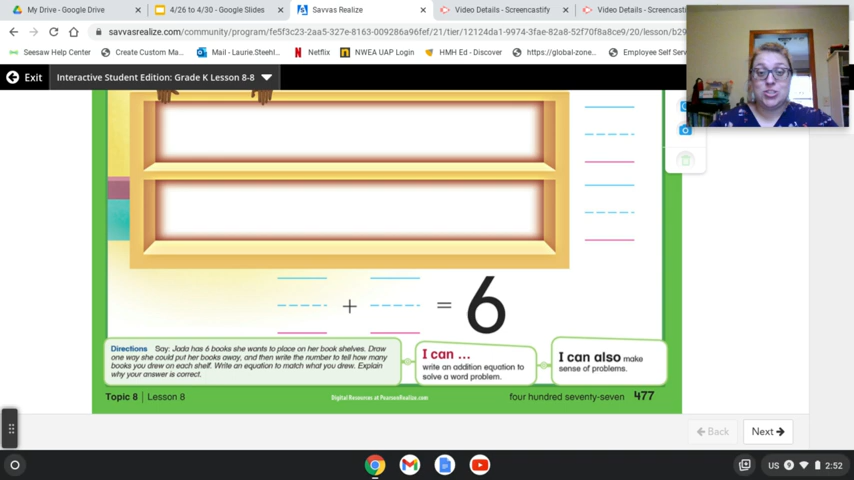 My Drive - Google Drive
4/26 to 4/30 - Google Slides
Savvas Realize
Video Details - Screencastify
Video Details - Screencasti
savvasrealize.com/community/program/fe5f3c23-2aa5-327e-8163-009286a96fef/21/tier/12124da1-9974-3fae-82a8-52f70f8a8ce9/20/lesson/b29
Seesaw Help Center
Create Custom Ma...
Mail - Laurie.Steehl...
Netflix
NWEA UAP Login
HMH Ed - Discover
https://global-zone...
Employee Self Serv
Exit
Interactive Student Edition: Grade K Lesson 8-8
+ = 6
Directions Say: Jada has 6 books she wants to place on her book shelves. Draw
one way she could put her books away, and then write the number to tell how many
books you drew on each shelf. Write an equation to match what you drew. Explain
why your answer is correct.
I can ...
write an addition equation to
solve a word problem.
I can also make
sense of problems.
Topic 8 | Lesson 8
Digital Resources at PearsonRealize.com
four hundred seventy-seven 477
Back
Next
US
2:52